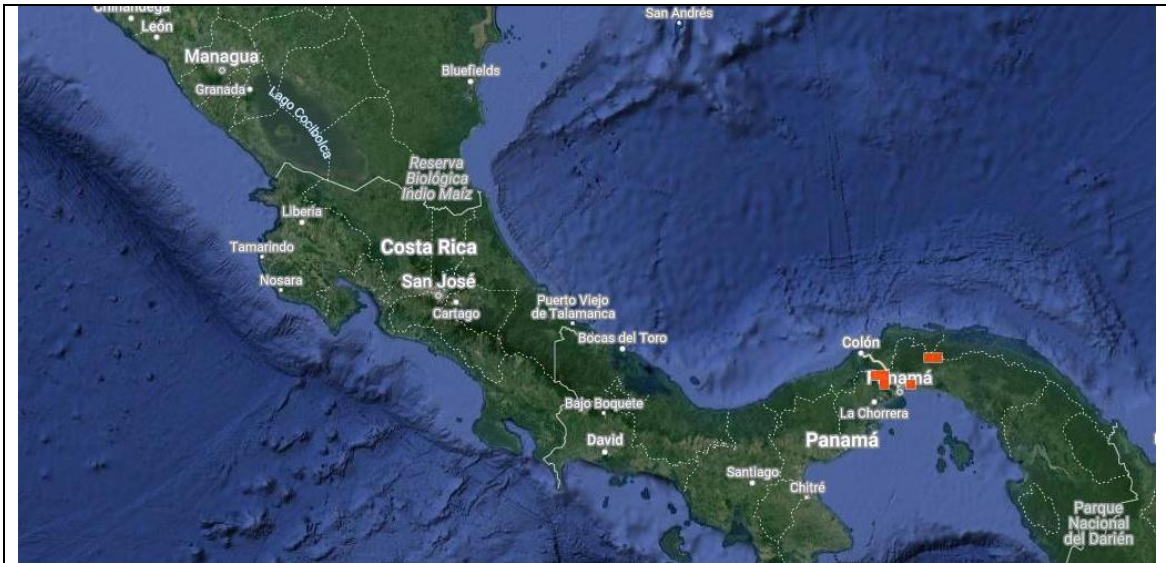 Chinandega
León
San Andrés
Managua
Granada
Bluefields
Lago Cocibolca
Reserva
Biológica
Indio Maíz
Liberia
Tamarindo
Costa Rica
Nosara
San José
Cartago
Puerto Viejo
de Talamanca
Bocas del Toro
Colón
Panamá
Bajo Boquete
La Chorrera
David
Panamá
Santiago
Chitré
Parque
Nacional
del Darién